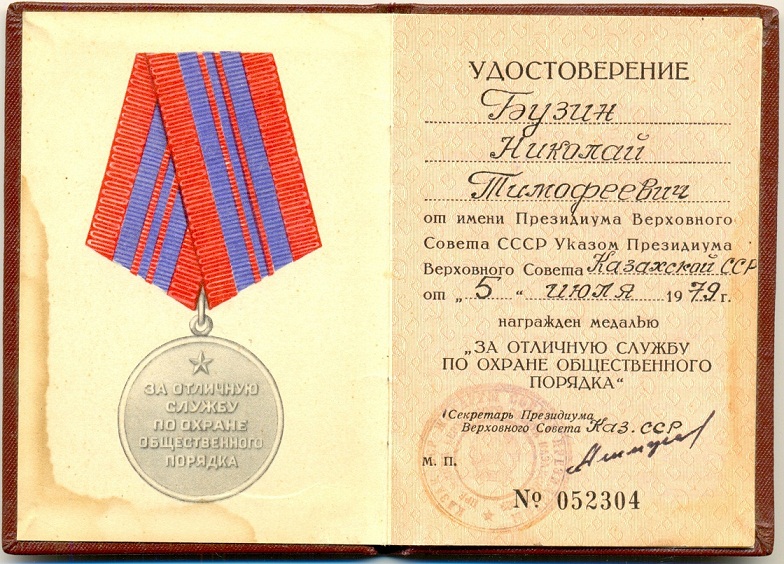 ЗА ОТЛИЧНУЮ
СЛУЖБУ
ПО ОХРАНЕ
ОБЩЕСТВЕННОГО
ПОРЯДКА
УДОСТОВЕРЕНИЕ
Бузин
Николай
Тимофеевич
от имени Президиума Верховного
Совета СССР Указом Президиума
Верховного Совета Казахской ССР
от „ 5 “ июля 1979 г.
награжден медалью
„ЗА ОТЛИЧНУЮ СЛУЖБУ
ПО ОХРАНЕ ОБЩЕСТВЕННОГО
ПОРЯДКА“
Секретарь Президиума
Верховного Совета Каз. ССР
М. П.
№ 052304